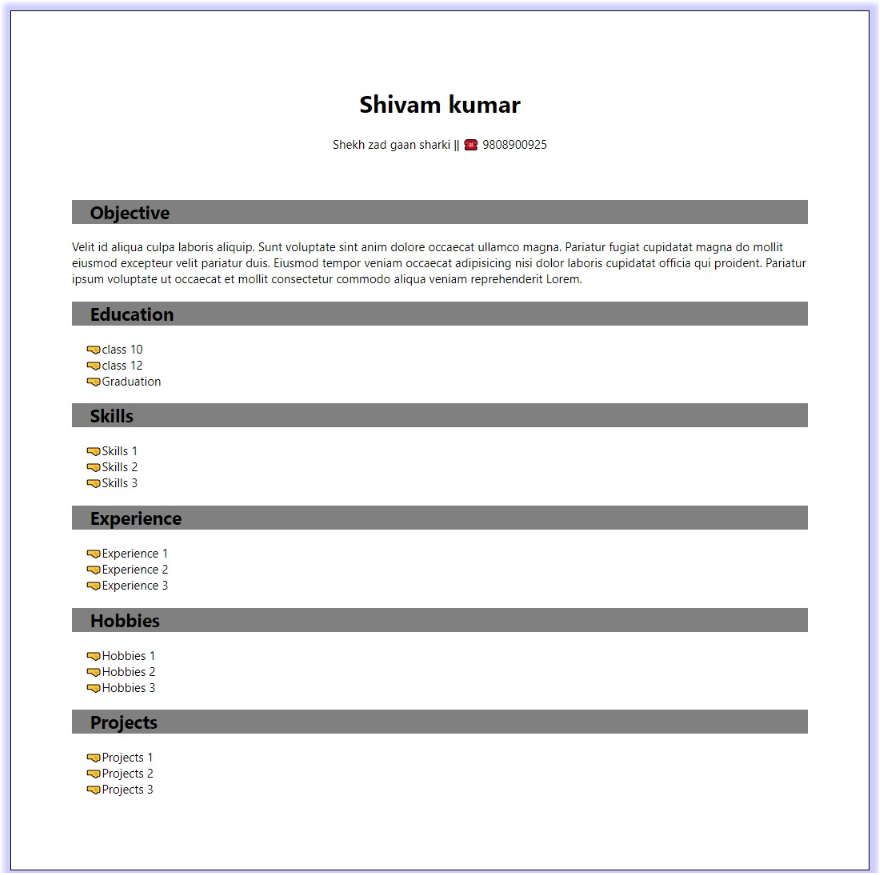 Shivam kumar
Shekh zad gaan sharki || ☎ 9808900925
Objective
Velit id aliqua culpa laboris aliquip. Sunt voluptate sint anim dolore occaecat ullamco magna. Pariatur fugiat cupidatat magna do mollit
eiusmod excepteur velit pariatur duis. Eiusmod tempor veniam occaecat adipisicing nisi dolor laboris cupidatat officia qui proident. Pariatur
ipsum voluptate ut occaecat et mollit consectetur commodo aliqua veniam reprehenderit Lorem.
Education
class 10
class 12
Graduation
Skills
Skills 1
Skills 2
Skills 3
Experience
Experience 1
Experience 2
Experience 3
Hobbies
Hobbies 1
Hobbies 2
Hobbies 3
Projects
Projects 1
Projects 2
Projects 3